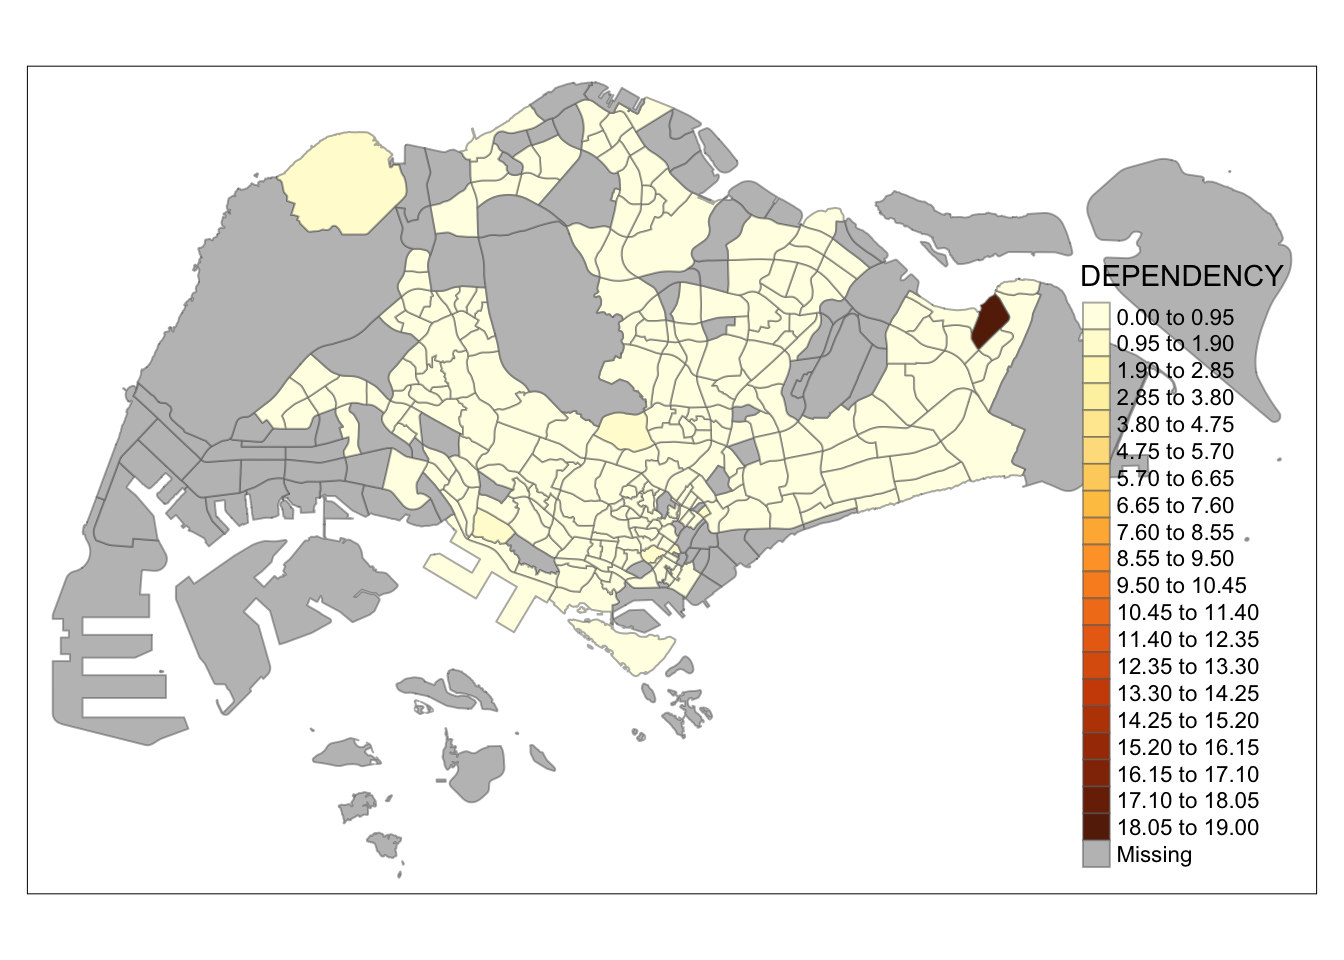 DEPENDENCY
0.00 to 0.95
0.95 to 1.90
1.90 to 2.85
2.85 to 3.80
3.80 to 4.75
4.75 to 5.70
5.70 to 6.65
6.65 to 7.60
7.60 to 8.55
8.55 to 9.50
9.50 to 10.45
10.45 to 11.40
11.40 to 12.35
12.35 to 13.30
13.30 to 14.25
14.25 to 15.20
15.20 to 16.15
16.15 to 17.10
17.10 to 18.05
18.05 to 19.00
Missing